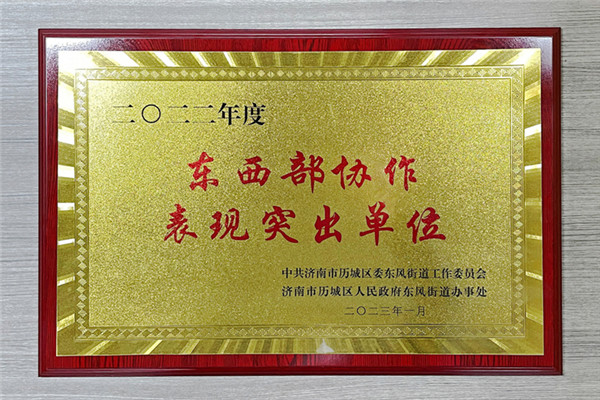 二〇二二年度
东西部协作
表现突出单位
中共济南市历城区委东风街道工作委员会
济南市历城区人民政府东风街道办事处
二〇二三年一月